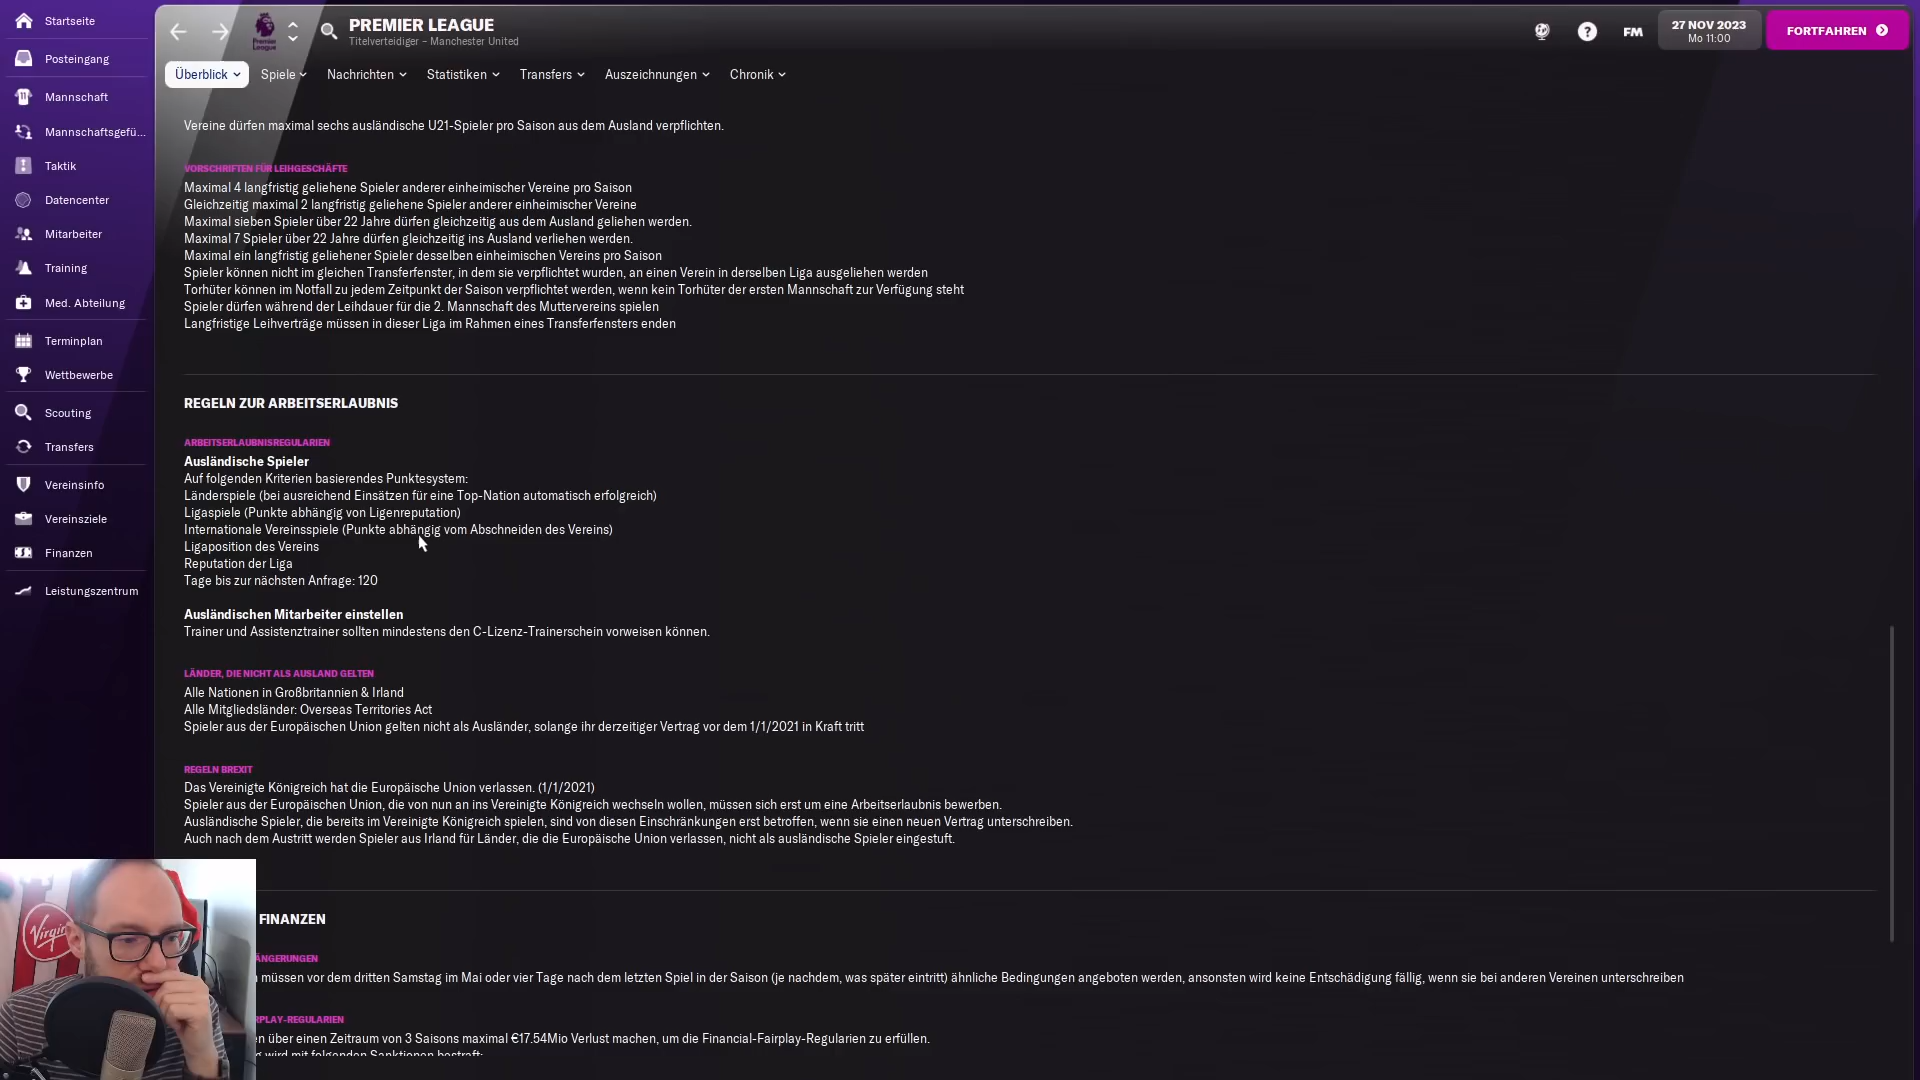 Startseite
Posteingang
Mannschaft
Mannschaftsgefü...
Taktik
Datencenter
Mitarbeiter
Training
Med. Abteilung
Terminplan
Wettbewerbe
Scouting
Transfers
Vereinsinfo
Vereinsziele
Finanzen
Leistungszentrum
Premier League
PREMIER LEAGUE
Titelverteidiger – Manchester United
FM
27 NOV 2023
Mo 11:00
FORTFAHREN
Überblick
Spiele
Nachrichten
Statistiken
Transfers
Auszeichnungen
Chronik
Vereine dürfen maximal sechs ausländische U21-Spieler pro Saison aus dem Ausland verpflichten.
VORSCHRIFTEN FÜR LEIHGESCHÄFTE
Maximal 4 langfristig geliehene Spieler anderer einheimischer Vereine pro Saison
Gleichzeitig maximal 2 langfristig geliehene Spieler anderer einheimischer Vereine
Maximal sieben Spieler über 22 Jahre dürfen gleichzeitig aus dem Ausland geliehen werden.
Maximal 7 Spieler über 22 Jahre dürfen gleichzeitig ins Ausland verliehen werden.
Maximal ein langfristig geliehener Spieler desselben einheimischen Vereins pro Saison
Spieler können nicht im gleichen Transferfenster, in dem sie verpflichtet wurden, an einen Verein in derselben Liga ausgeliehen werden
Torhüter können im Notfall zu jedem Zeitpunkt der Saison verpflichtet werden, wenn kein Torhüter der ersten Mannschaft zur Verfügung steht
Spieler dürfen während der Leihdauer für die 2. Mannschaft des Muttervereins spielen
Langfristige Leihverträge müssen in dieser Liga im Rahmen eines Transferfensters enden
REGELN ZUR ARBEITSERLAUBNIS
ARBEITSERLAUBNISREGULARIEN
Ausländische Spieler
Auf folgenden Kriterien basierendes Punktesystem:
Länderspiele (bei ausreichend Einsätzen für eine Top-Nation automatisch erfolgreich)
Ligaspiele (Punkte abhängig von Ligenreputation)
Internationale Vereinsspiele (Punkte abhängig vom Abschneiden des Vereins)
Ligaposition des Vereins
Reputation der Liga
Tage bis zur nächsten Anfrage: 120
Ausländischen Mitarbeiter einstellen
Trainer und Assistenztrainer sollten mindestens den C-Lizenz-Trainerschein vorweisen können.
LÄNDER, DIE NICHT ALS AUSLAND GELTEN
Alle Nationen in Großbritannien & Irland
Alle Mitgliedsländer: Overseas Territories Act
Spieler aus der Europäischen Union gelten nicht als Ausländer, solange ihr derzeitiger Vertrag vor dem 1/1/2021 in Kraft tritt
REGELN BREXIT
Das Vereinigte Königreich hat die Europäische Union verlassen. (1/1/2021)
Spieler aus der Europäischen Union, die von nun an ins Vereinigte Königreich wechseln wollen, müssen sich erst um eine Arbeitserlaubnis bewerben.
Ausländische Spieler, die bereits im Vereinigte Königreich spielen, sind von diesen Einschränkungen erst betroffen, wenn sie einen neuen Vertrag unterschreiben.
Auch nach dem Austritt werden Spieler aus Irland für Länder, die die Europäische Union verlassen, nicht als ausländische Spieler eingestuft.
FINANZEN
ÄNGERUNGEN
müssen vor dem dritten Samstag im Mai oder vier Tage nach dem letzten Spiel in der Saison (je nachdem, was später eintritt) ähnliche Bedingungen angeboten werden, ansonsten wird keine Entschädigung fällig, wenn sie bei anderen Vereinen unterschreiben
RPLAY-REGULARIEN
en über einen Zeitraum von 3 Saisons maximal €17.54Mio Verlust machen, um die Financial-Fairplay-Regularien zu erfüllen.
g wird mit folgenden Sanktionen bestraft:
Virgin